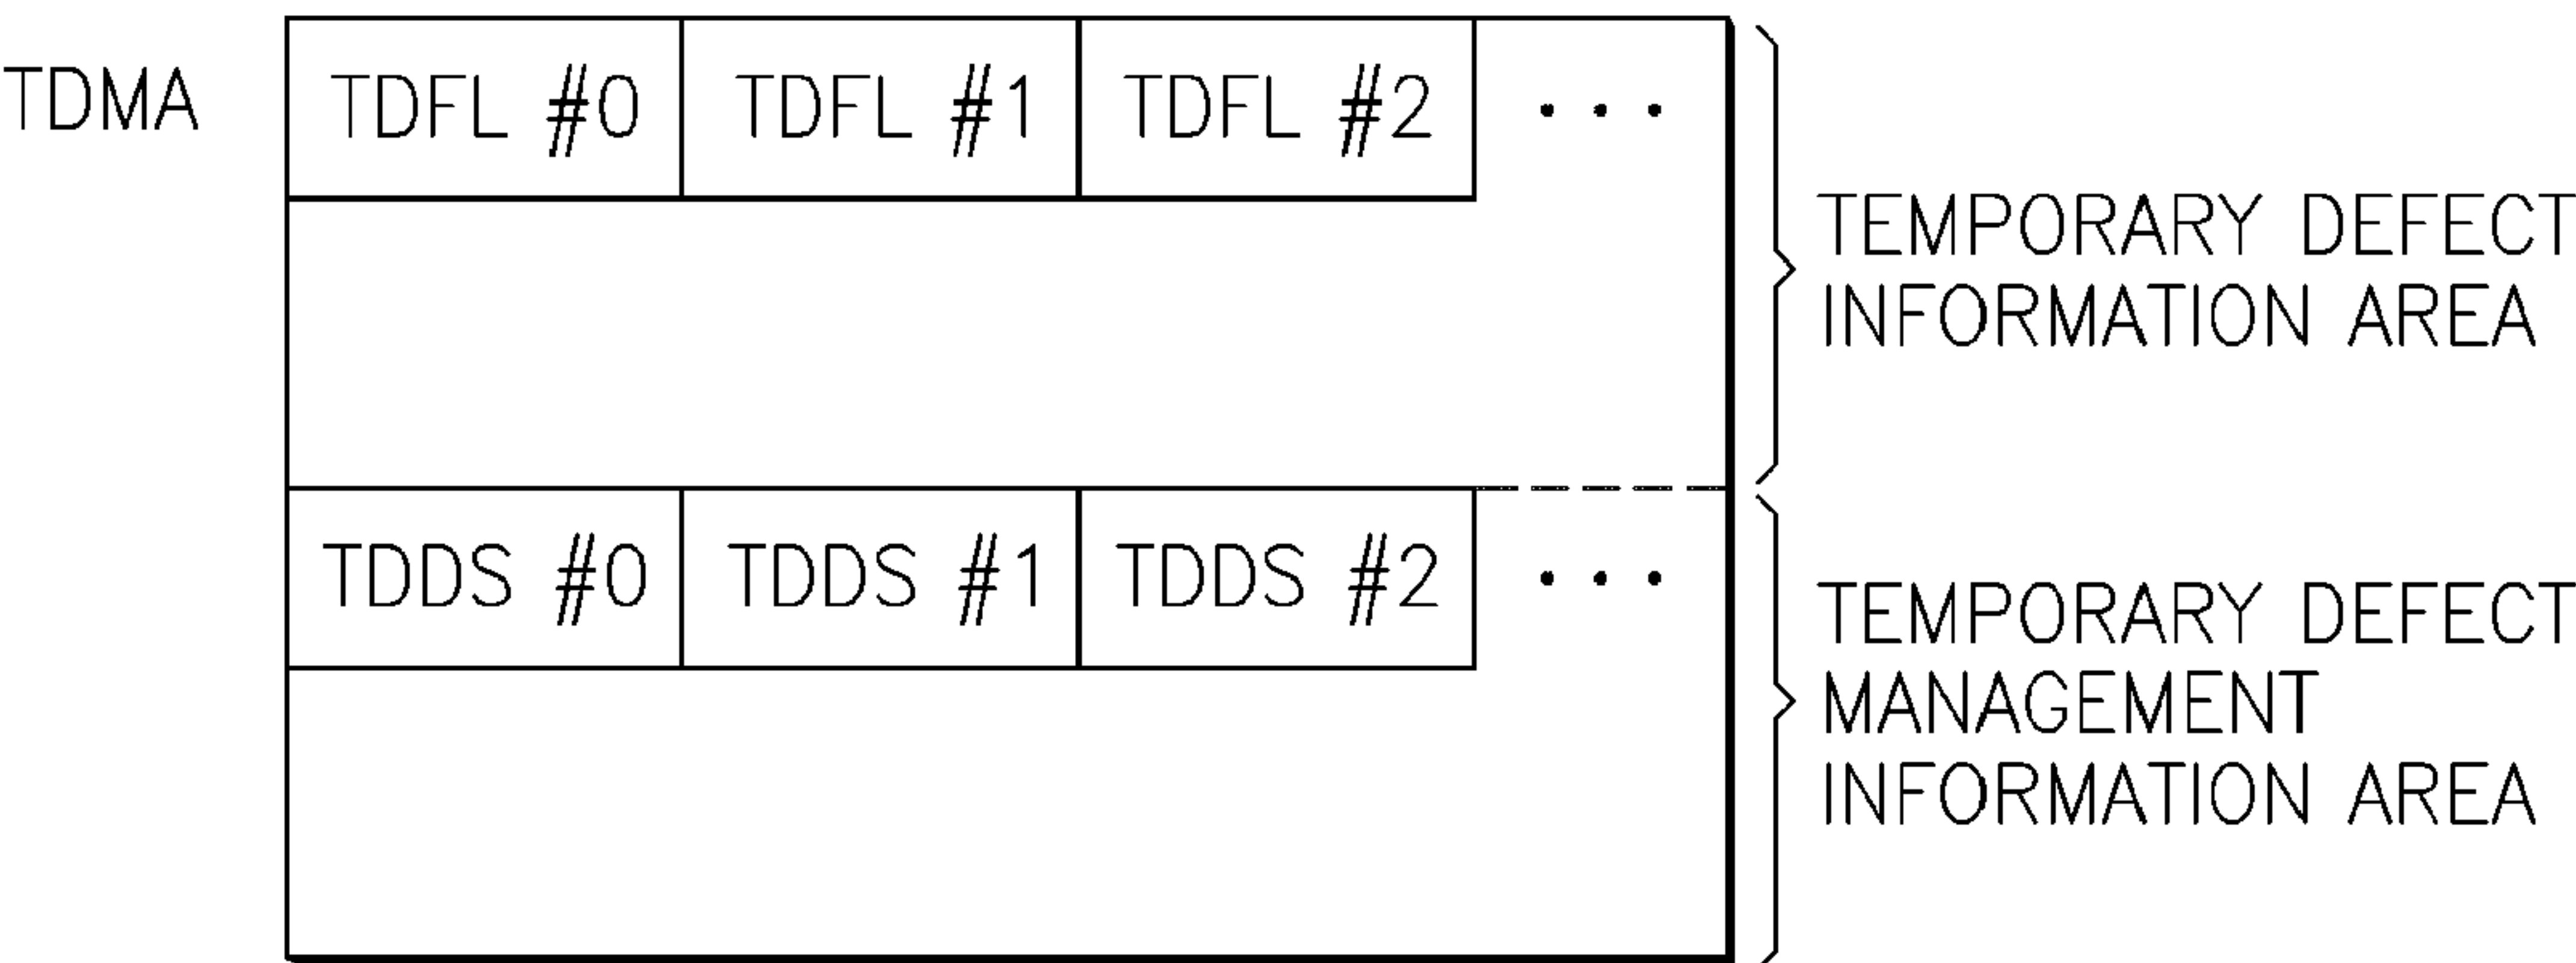 TDMA
TDFL #0
TDFL #1
TDFL #2
...
TEMPORARY DEFECT
INFORMATION AREA
TDDS #0
TDDS #1
TDDS #2
...
TEMPORARY DEFECT
MANAGEMENT
INFORMATION AREA